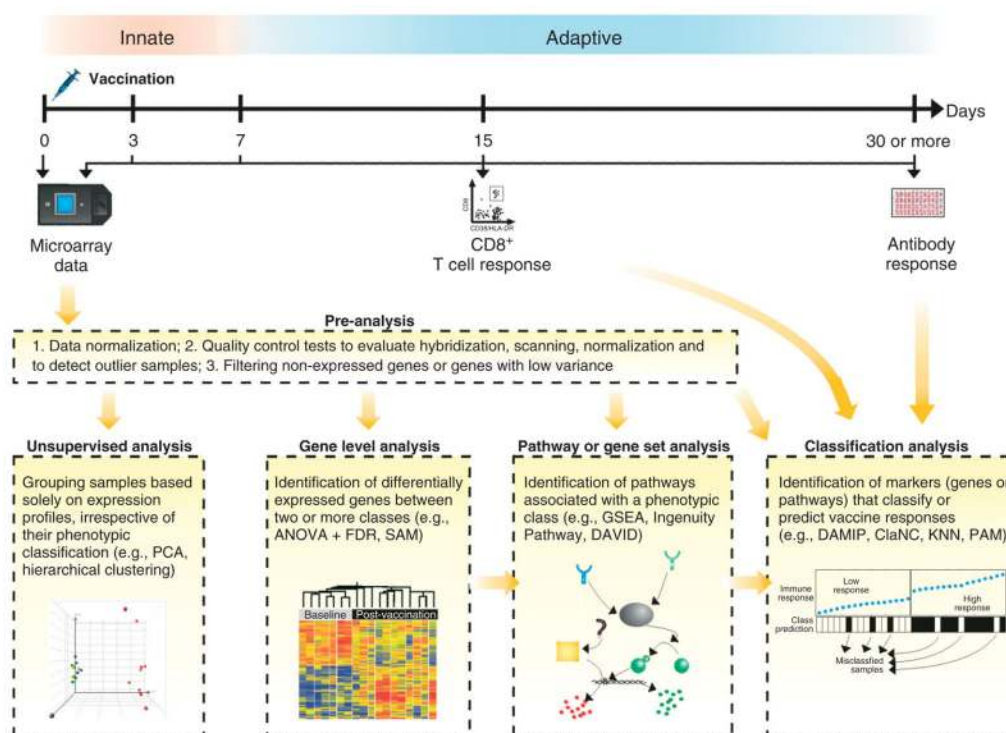 Innate
Adaptive
Vaccination
Days
0
3
7
15
30 or more
Microarray
data
CD8
CD38/HLA-DR
CD8+
T cell response
Antibody
response
Pre-analysis
1. Data normalization; 2. Quality control tests to evaluate hybridization, scanning, normalization and
to detect outlier samples; 3. Filtering non-expressed genes or genes with low variance
Unsupervised analysis
Grouping samples based
solely on expression
profiles, irrespective of
their phenotypic
classification (e.g., PCA,
hierarchical clustering)
Gene level analysis
Identification of differentially
expressed genes between
two or more classes (e.g.,
ANOVA + FDR, SAM)
Baseline
Post-vaccination
Pathway or gene set analysis
Identification of pathways
associated with a phenotypic
class (e.g., GSEA, Ingenuity
Pathway, DAVID)
Classification analysis
Identification of markers (genes or
pathways) that classify or
predict vaccine responses
(e.g., DAMIP, ClaNC, KNN, PAM)
Immune
response
Low
response
High
response
Class
prediction
Misclassfied
samples